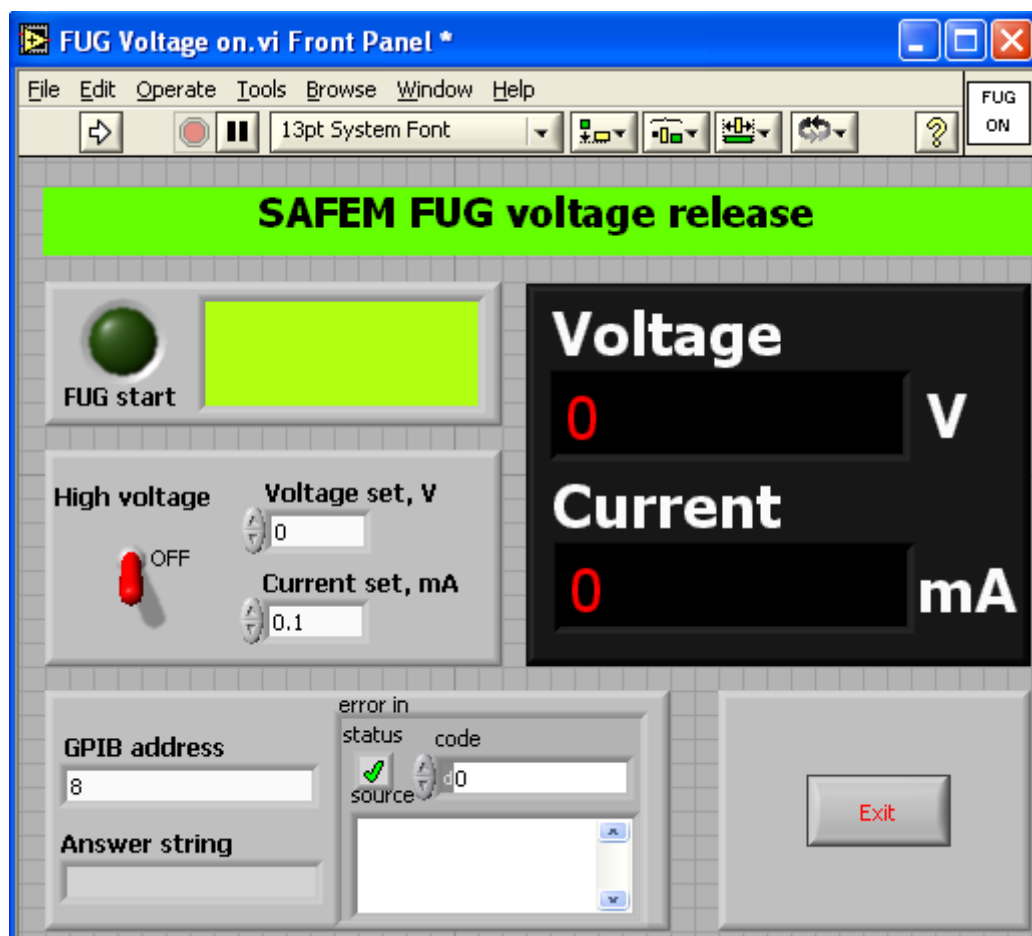 FUG Voltage on.vi Front Panel *
File Edit Operate Tools Browse Window Help
FUG
ON
13pt System Font
SAFEM FUG voltage release
FUG start
Voltage
0 V
Current
0 mA
High voltage
OFF
Voltage set, V
0
Current set, mA
0.1
GPIB address
8
Answer string
error in
status code
d0
source
Exit